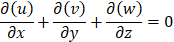 ∂(u)/∂x + ∂(v)/∂y + ∂(w)/∂z = 0